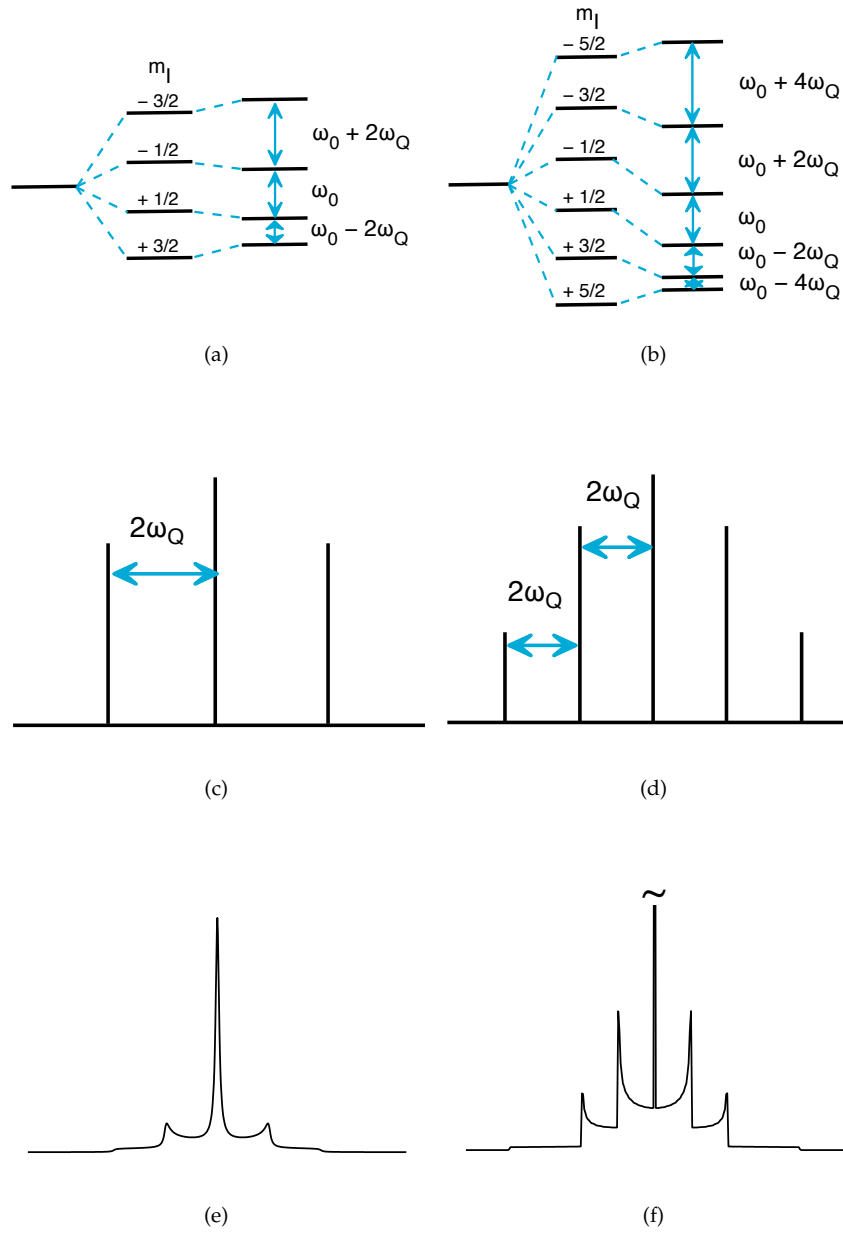 m_I
− 3/2
− 1/2
+ 1/2
+ 3/2
ω_0 + 2ω_Q
ω_0
ω_0 − 2ω_Q
(a)
m_I
− 5/2
− 3/2
− 1/2
+ 1/2
+ 3/2
+ 5/2
ω_0 + 4ω_Q
ω_0 + 2ω_Q
ω_0
ω_0 − 2ω_Q
ω_0 − 4ω_Q
(b)
2ω_Q
(c)
2ω_Q
2ω_Q
(d)
(e)
~
(f)